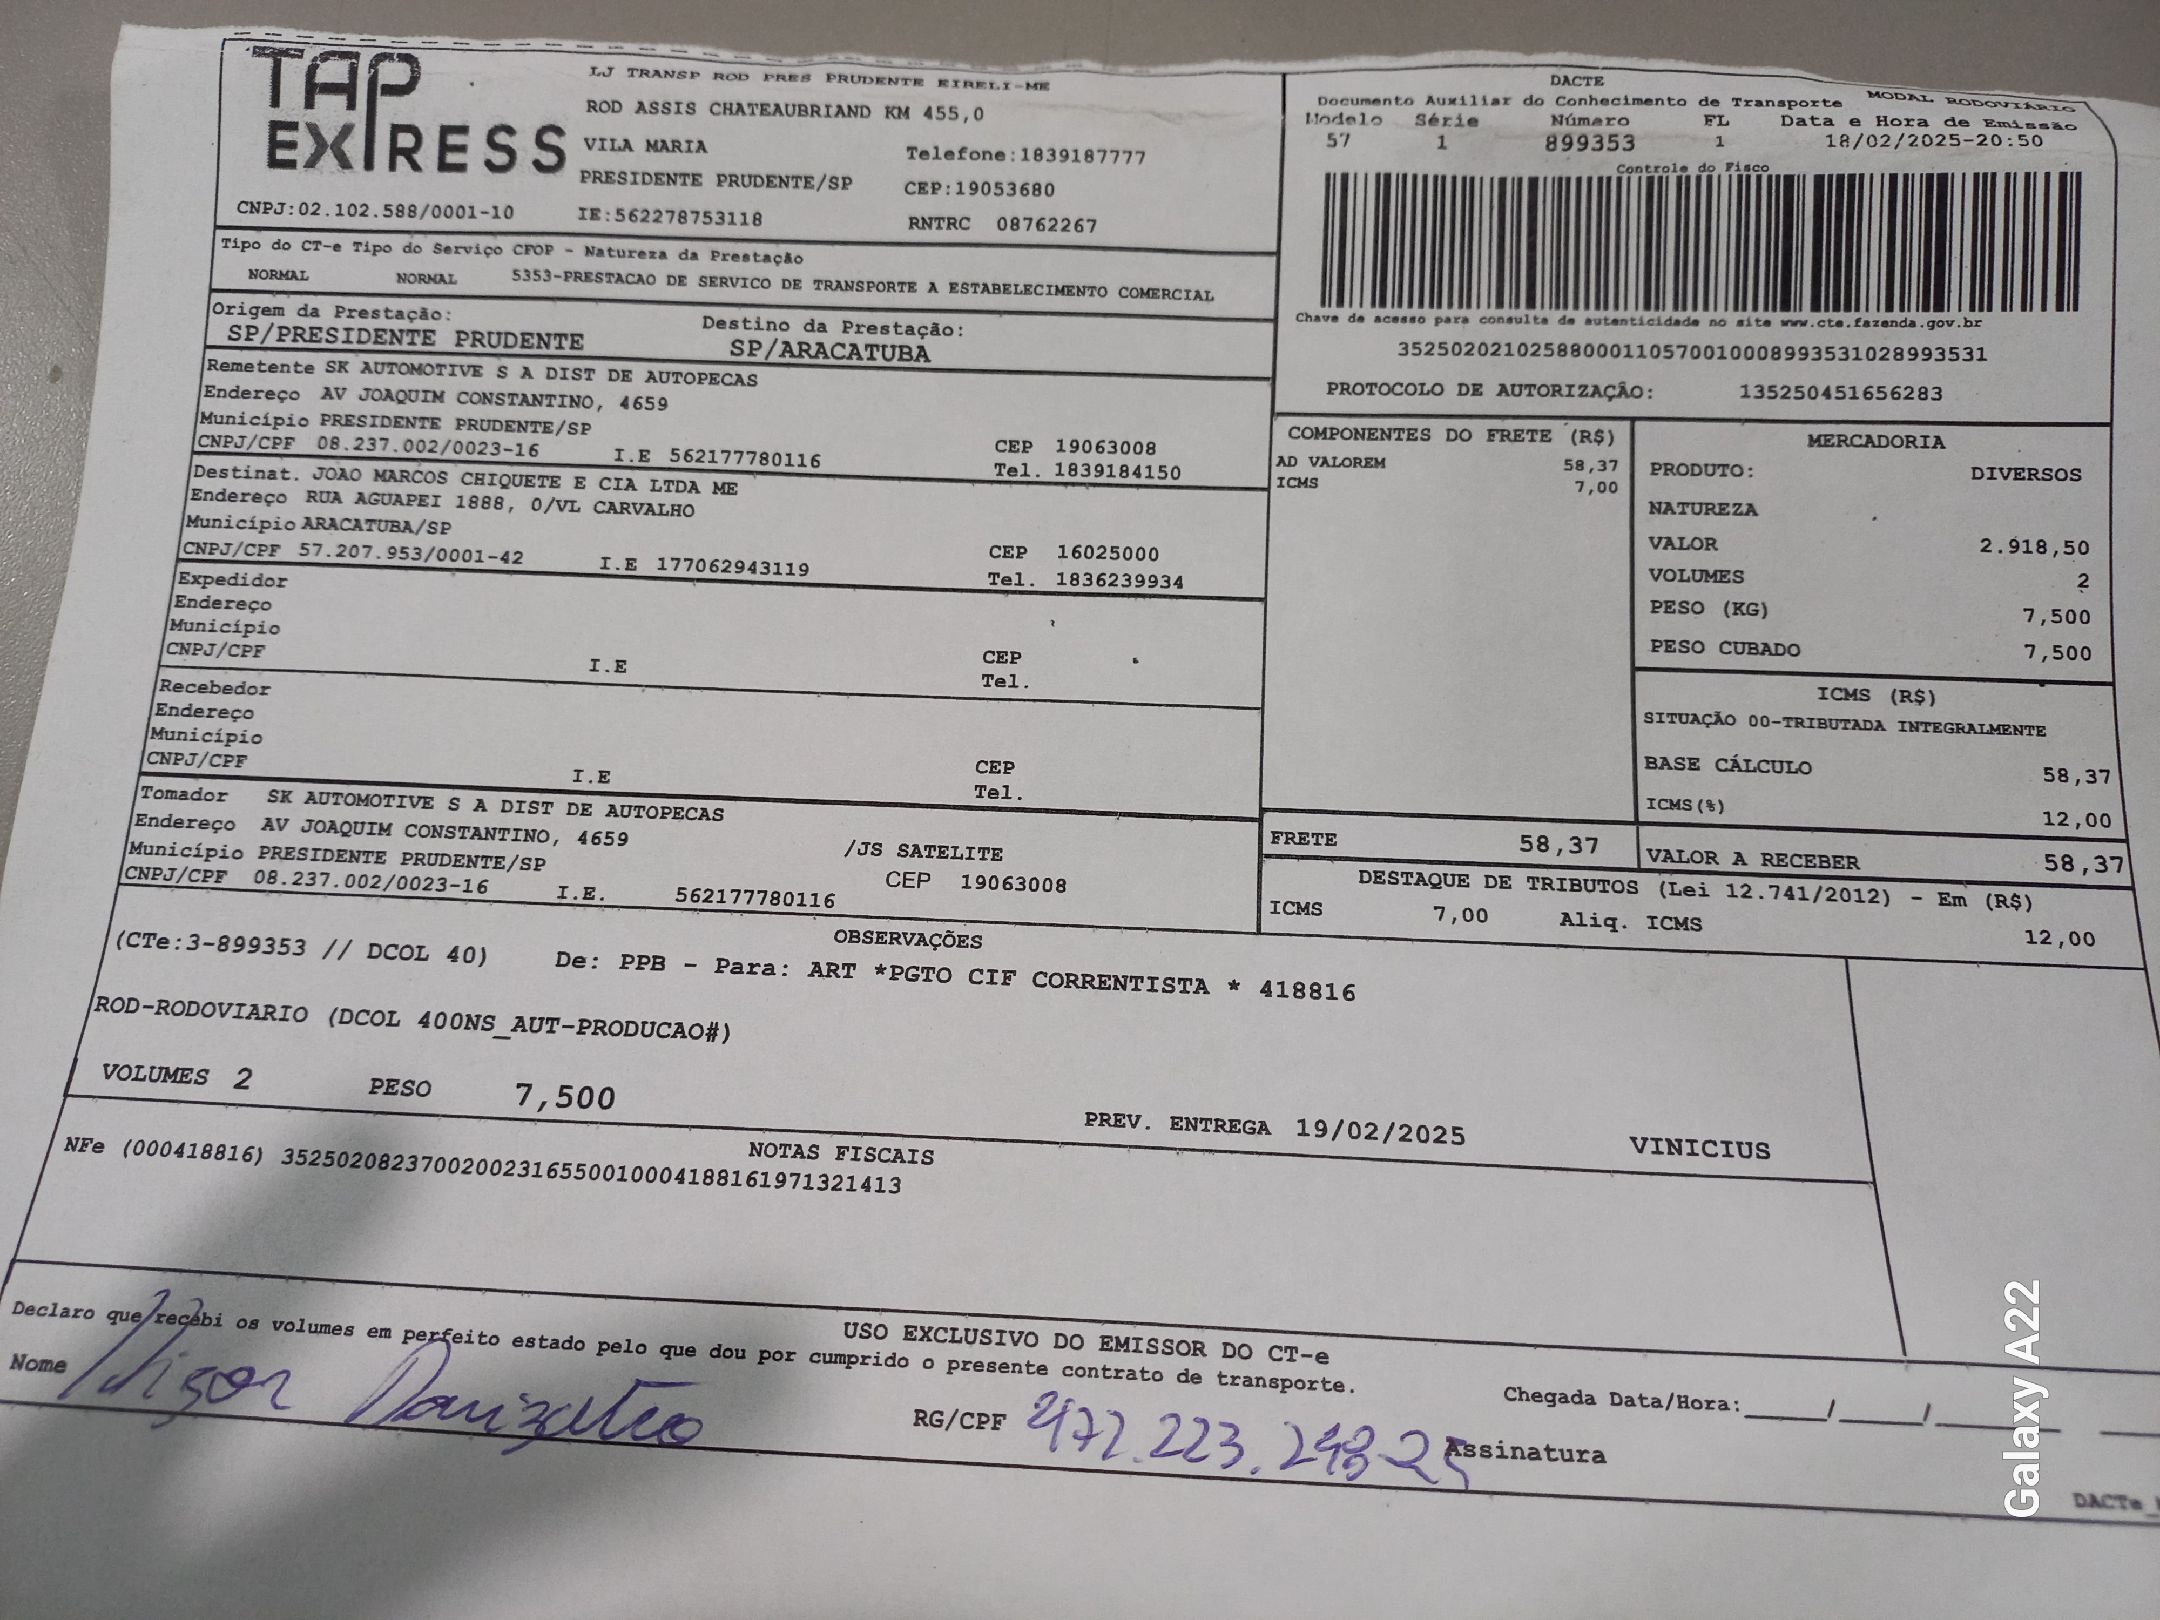 TAP EXPRESS
LJ TRANSP ROD PRES PRUDENTE EIRELI-ME
ROD ASSIS CHATEAUBRIAND KM 455,0
VILA MARIA Telefone:1839187777
PRESIDENTE PRUDENTE/SP CEP:19053680
CNPJ:02.102.588/0001-10 IE:562278753118 RNTRC 08762267
DACTE
Documento Auxiliar do Conhecimento de Transporte MODAL RODOVIÁRIO
Modelo Série Número FL Data e Hora de Emissão
57 1 899353 1 18/02/2025-20:50
Controle do Fisco
Chave de acesso para consulta de autenticidade no site www.cte.fazenda.gov.br
35250202102588000110570010008993531028993531
PROTOCOLO DE AUTORIZAÇÃO: 135250451656283
Tipo do CT-e Tipo do Serviço CFOP - Natureza da Prestação
NORMAL NORMAL 5353-PRESTACAO DE SERVICO DE TRANSPORTE A ESTABELECIMENTO COMERCIAL
Origem da Prestação: Destino da Prestação:
SP/PRESIDENTE PRUDENTE SP/ARACATUBA
Remetente SK AUTOMOTIVE S A DIST DE AUTOPECAS
Endereço AV JOAQUIM CONSTANTINO, 4659
Município PRESIDENTE PRUDENTE/SP CEP 19063008
CNPJ/CPF 08.237.002/0023-16 I.E 562177780116 Tel. 1839184150
Destinat. JOAO MARCOS CHIQUETE E CIA LTDA ME
Endereço RUA AGUAPEI 1888, 0/VL CARVALHO
Município ARACATUBA/SP CEP 16025000
CNPJ/CPF 57.207.953/0001-42 I.E 177062943119 Tel. 1836239934
Expedidor
Endereço
Município CEP
CNPJ/CPF I.E Tel.
Recebedor
Endereço
Município CEP
CNPJ/CPF I.E Tel.
Tomador SK AUTOMOTIVE S A DIST DE AUTOPECAS
Endereço AV JOAQUIM CONSTANTINO, 4659 /JS SATELITE
Município PRESIDENTE PRUDENTE/SP CEP 19063008
CNPJ/CPF 08.237.002/0023-16 I.E. 562177780116
COMPONENTES DO FRETE (R$)
AD VALOREM 58,37
ICMS 7,00
MERCADORIA
PRODUTO: DIVERSOS
NATUREZA
VALOR 2.918,50
VOLUMES 2
PESO (KG) 7,500
PESO CUBADO 7,500
ICMS (R$)
SITUAÇÃO 00-TRIBUTADA INTEGRALMENTE
BASE CÁLCULO 58,37
ICMS(%) 12,00
FRETE 58,37 VALOR A RECEBER 58,37
DESTAQUE DE TRIBUTOS (Lei 12.741/2012) - Em (R$)
ICMS 7,00 Aliq. ICMS 12,00
OBSERVAÇÕES
(CTe:3-899353 // DCOL 40) De: PPB - Para: ART *PGTO CIF CORRENTISTA * 418816
ROD-RODOVIARIO (DCOL 400NS_AUT-PRODUCAO#)
VOLUMES 2 PESO 7,500 PREV. ENTREGA 19/02/2025 VINICIUS
NOTAS FISCAIS
NFe (000418816) 35250208237002002316550010004188161971321413
USO EXCLUSIVO DO EMISSOR DO CT-e
Declaro que recebi os volumes em perfeito estado pelo que dou por cumprido o presente contrato de transporte.
Nome RG/CPF 472.223.248-25 Assinatura
Chegada Data/Hora:____/____/____
DACTe_
Galaxy A22